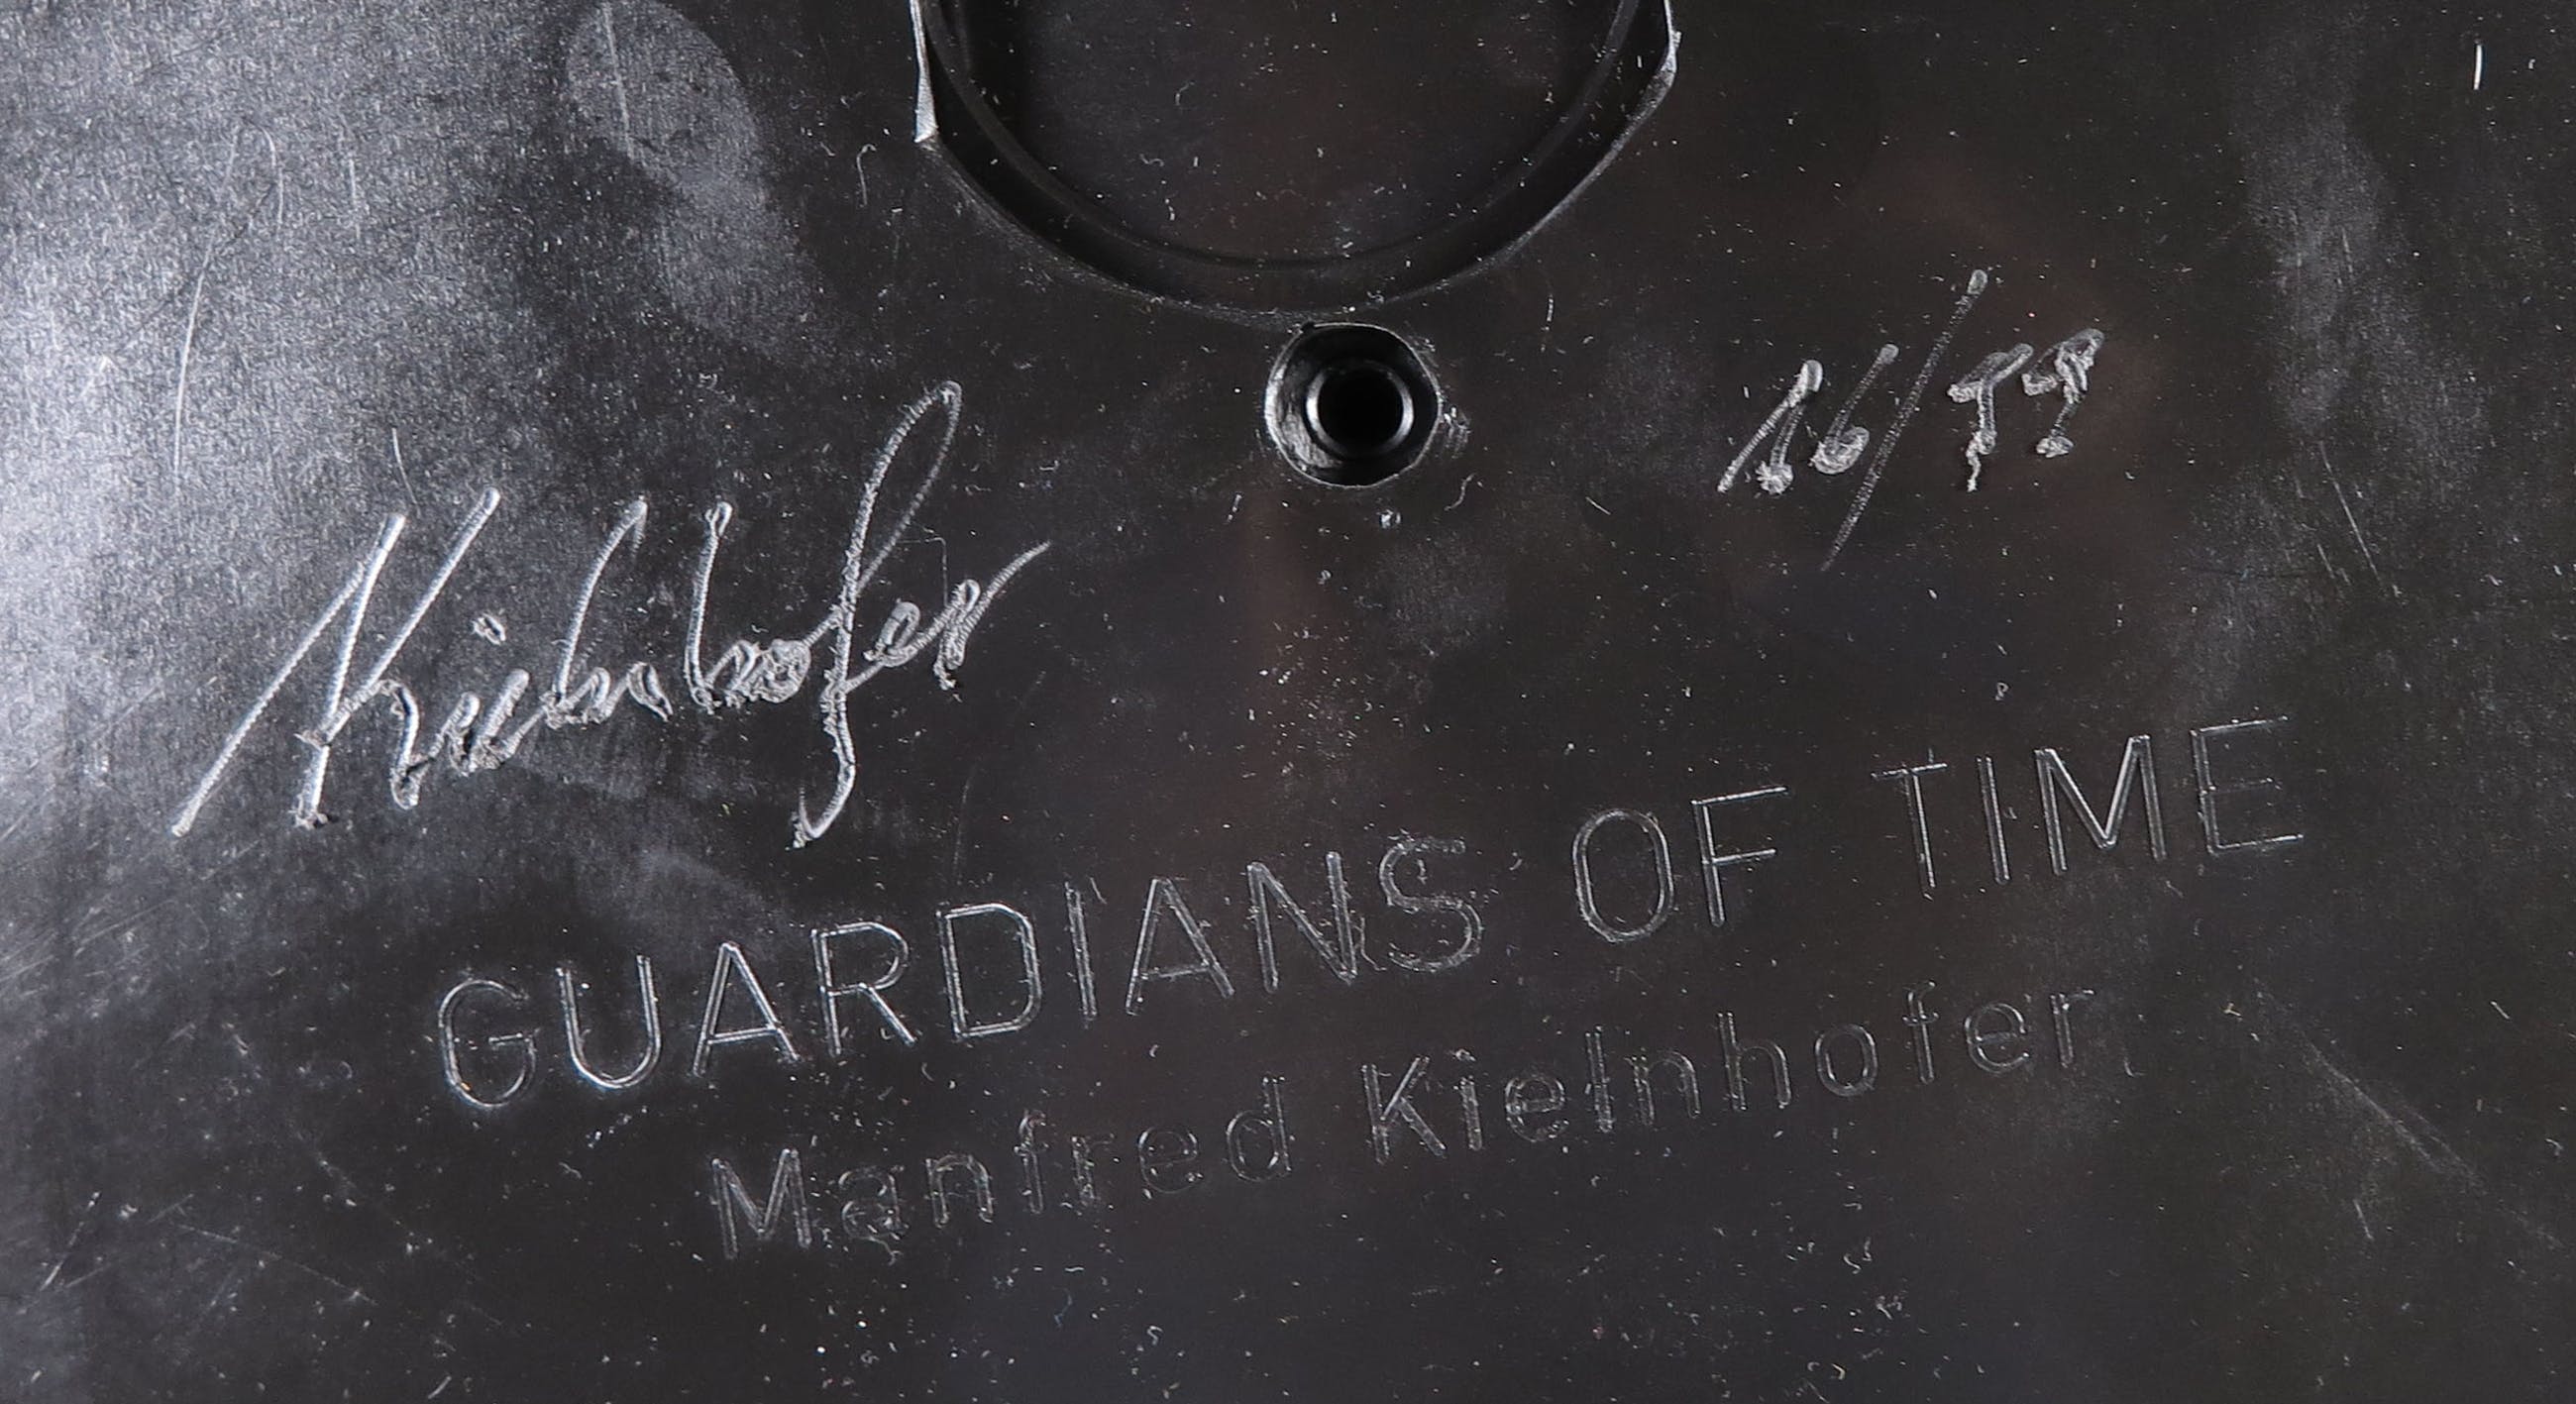 16/99
Kielnhofer
GUARDIANS OF TIME
Manfred Kielnhofer